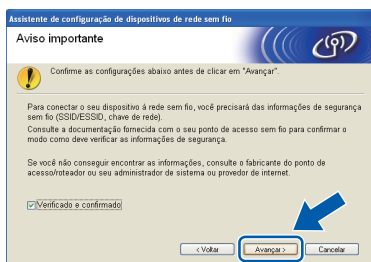 Assistente de configuração de dispositivos de rede sem fio
Aviso importante
Confirme as configurações abaixo antes de clicar em "Avançar".
Para conectar o seu dispositivo á rede sem fio, você precisará das informações de segurança
sem fio (SSID/ESSID, chave de rede).
Consulte a documentação fornecida com o seu ponto de acesso sem fio para confirmar o
modo como deve verificar as informações de segurança.
Se você não conseguir encontrar as informações, consulte o fabricante do ponto de
acesso/roteador ou seu administrador de sistema ou provedor de internet.
Verificado e confirmado
< Voltar
Avançar >
Cancelar